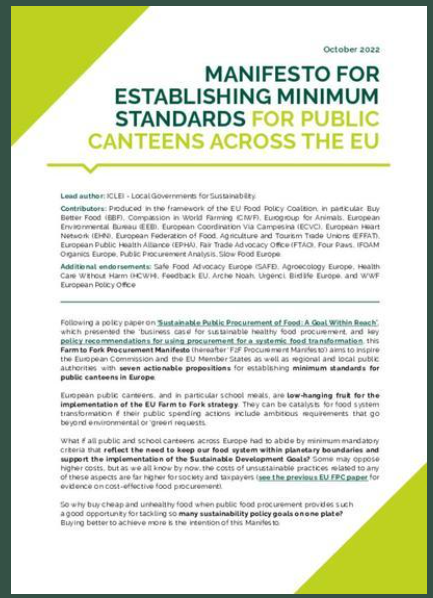 October 2022
MANIFESTO FOR
ESTABLISHING MINIMUM
STANDARDS FOR PUBLIC
CANTEENS ACROSS THE EU
Lead author: ICLEI – Local Governments for Sustainability.
Contributors: Produced in the framework of the EU Food Policy Coalition, in particular, Buy
Better Food (BBF), Compassion in World Farming (CIWF), Eurogroup for Animals, European
Environmental Bureau (EEB), European Coordination Via Campesina (ECVC), European Heart
Network (EHN), European Federation of Food, Agriculture and Tourism Trade Unions (EFFAT),
European Public Health Alliance (EPHA), Fair Trade Advocacy Office (FTAO), Four Paws, IFOAM
Organics Europe, Public Procurement Analysis, Slow Food Europe.
Additional endorsements: Safe Food Advocacy Europe (SAFE), Agroecology Europe, Health
Care Without Harm (HCWH), Feedback EU, Arche Noah, Urgenci, Birdlife Europe, and WWF
European Policy Office
Following a policy paper on 'Sustainable Public Procurement of Food: A Goal Within Reach',
which presented the 'business case' for sustainable healthy food procurement, and key
policy recommendations for using procurement for a systemic food transformation, this
Farm to Fork Procurement Manifesto (hereafter 'F2F Procurement Manifesto') aims to inspire
the European Commission and the EU Member States as well as regional and local public
authorities with seven actionable propositions for establishing minimum standards for
public canteens in Europe.
European public canteens, and in particular school meals, are low-hanging fruit for the
implementation of the EU Farm to Fork strategy. They can be catalysts for food system
transformation if their public spending actions include ambitious requirements that go
beyond environmental or 'green' requests.
What if all public and school canteens across Europe had to abide by minimum mandatory
criteria that reflect the need to keep our food system within planetary boundaries and
support the implementation of the Sustainable Development Goals? Some may oppose
higher costs, but as we all know by now, the costs of unsustainable practices related to any
of these aspects are far higher for society and taxpayers (see the previous EU FPC paper for
evidence on cost-effective food procurement).
So why buy cheap and unhealthy food when public food procurement provides such
a good opportunity for tackling so many sustainability policy goals on one plate?
Buying better to achieve more is the intention of this Manifesto.